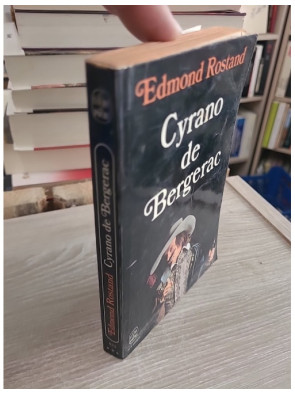 Edmond Rostand
Cyrano
de
Bergerac
Edmond Rostand Cyrano de Bergerac